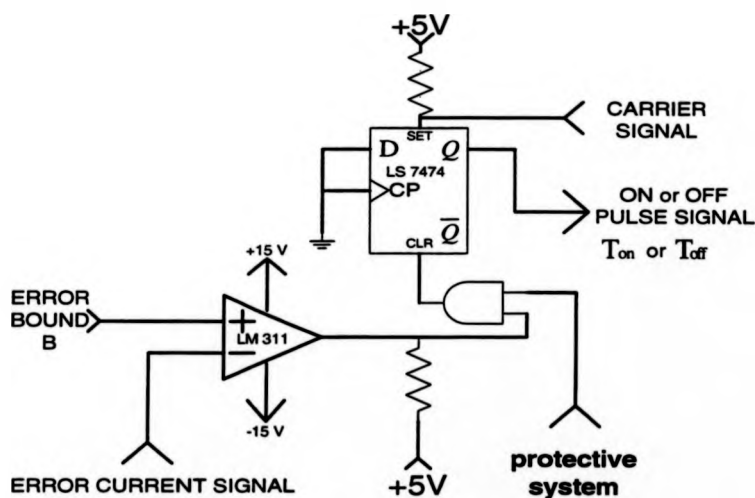 +5V
CARRIER
SIGNAL
SET
D Q
LS 7474
CP
Q̅
CLR
ON or OFF
PULSE SIGNAL
Ton or Toff
+15 V
ERROR
BOUND
B
+
LM 311
−
-15 V
ERROR CURRENT SIGNAL
+5V
protective
system